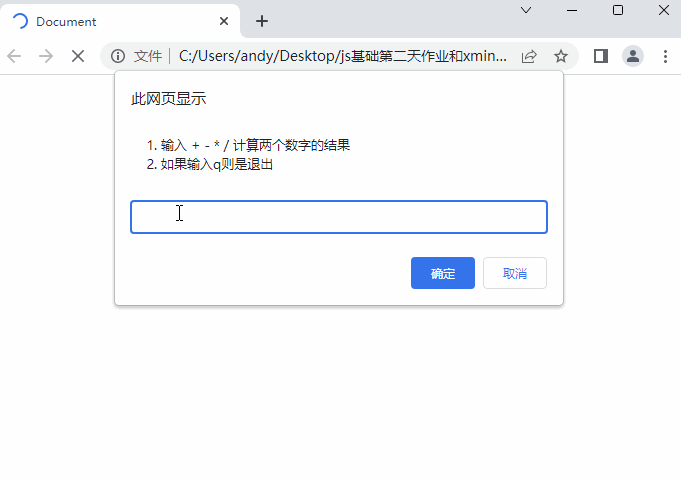 Document
文件 C:/Users/andy/Desktop/js基础第二天作业和xmin...
此网页显示
1. 输入 + - * / 计算两个数字的结果
2. 如果输入q则是退出
确定 取消